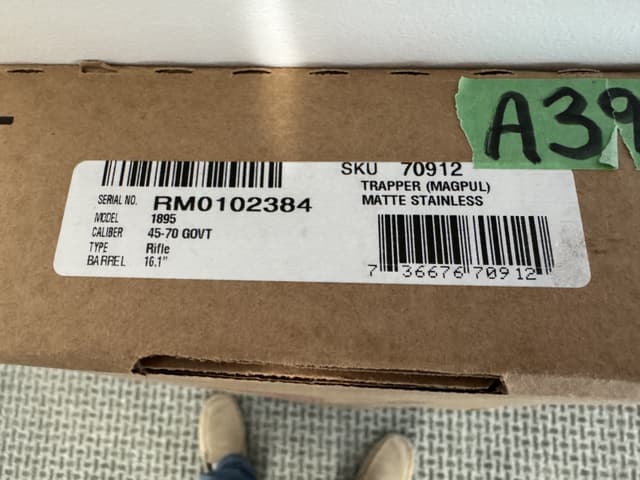 A39
SKU 70912
SERIAL NO. RM0102384
TRAPPER (MAGPUL)
MODEL 1895
MATTE STAINLESS
CALIBER 45-70 GOVT
TYPE Rifle
BARREL 16.1"
7 36676 70912